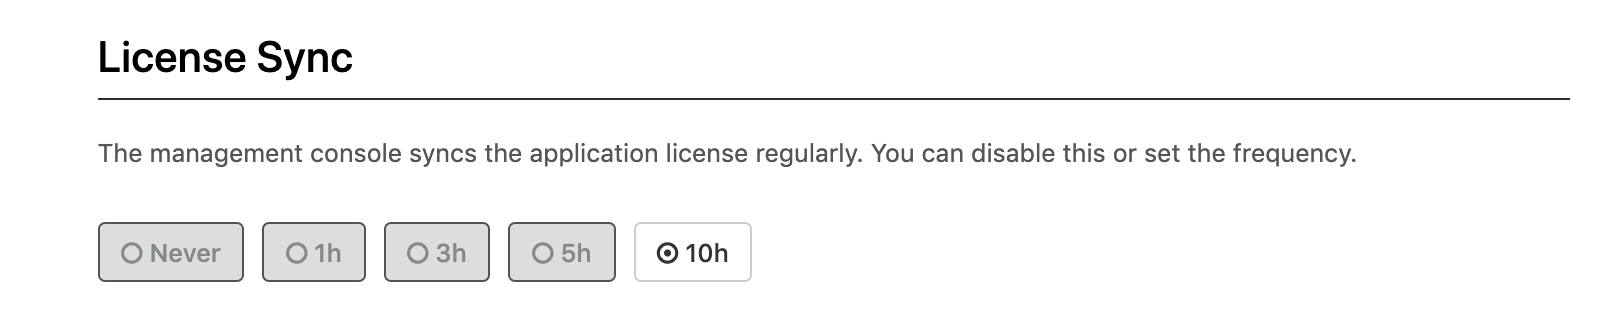 License Sync
The management console syncs the application license regularly. You can disable this or set the frequency.
Never 1h 3h 5h 10h